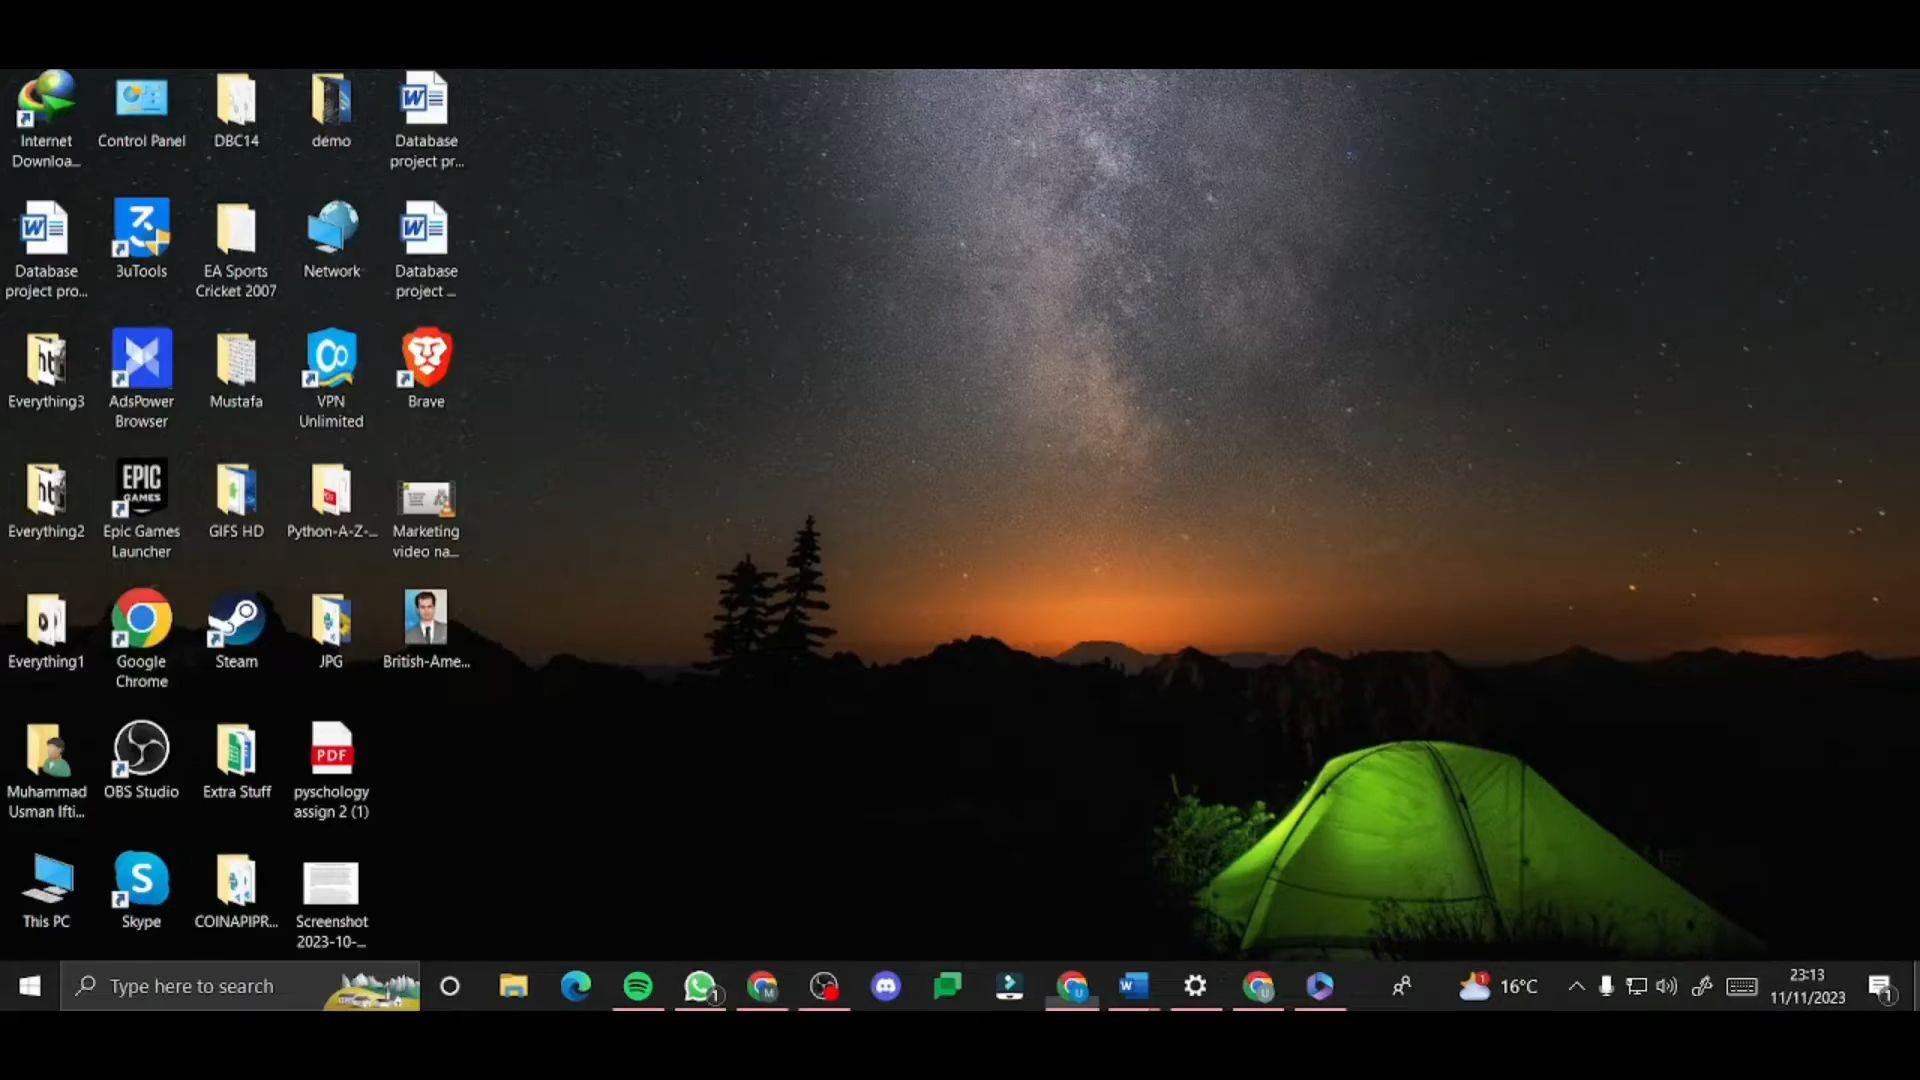 Internet
Downloa...
Control Panel
DBC14
demo
Database
project pr...
Database
project pro...
3uTools
EA Sports
Cricket 2007
Network
Database
project ...
Everything3
AdsPower
Browser
Mustafa
VPN
Unlimited
Brave
Everything2
EPIC
GAMES
Epic Games
Launcher
GIFS HD
Python-A-Z-...
Marketing
video na...
Everything1
Google
Chrome
Steam
JPG
British-Ame...
Muhammad
Usman Ifti...
OBS Studio
Extra Stuff
PDF
pyschology
assign 2 (1)
This PC
Skype
COINAPIPR...
Screenshot
2023-10-...
Type here to search
16°C
23:13
11/11/2023